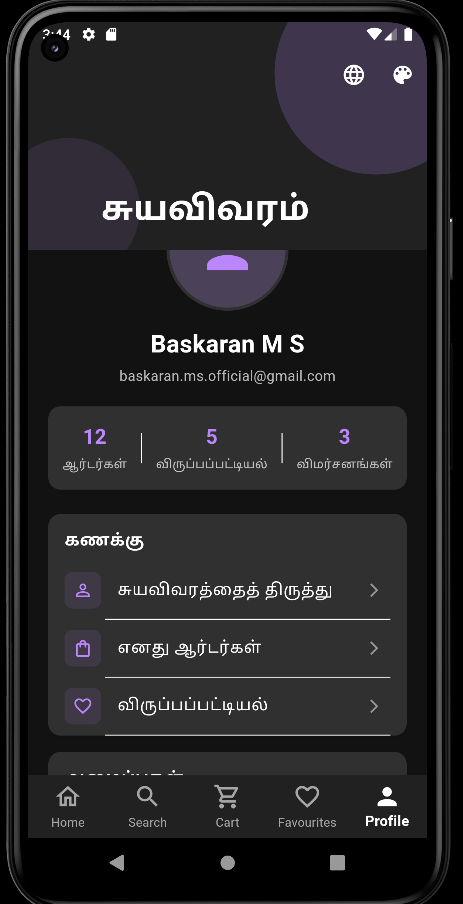 3:44
சுயவிவரம்
Baskaran M S
baskaran.ms.official@gmail.com
12 5 3
ஆர்டர்கள் விருப்பப்பட்டியல் விமர்சனங்கள்
கணக்கு
சுயவிவரத்தைத் திருத்து
எனது ஆர்டர்கள்
விருப்பப்பட்டியல்
Home Search Cart Favourites Profile